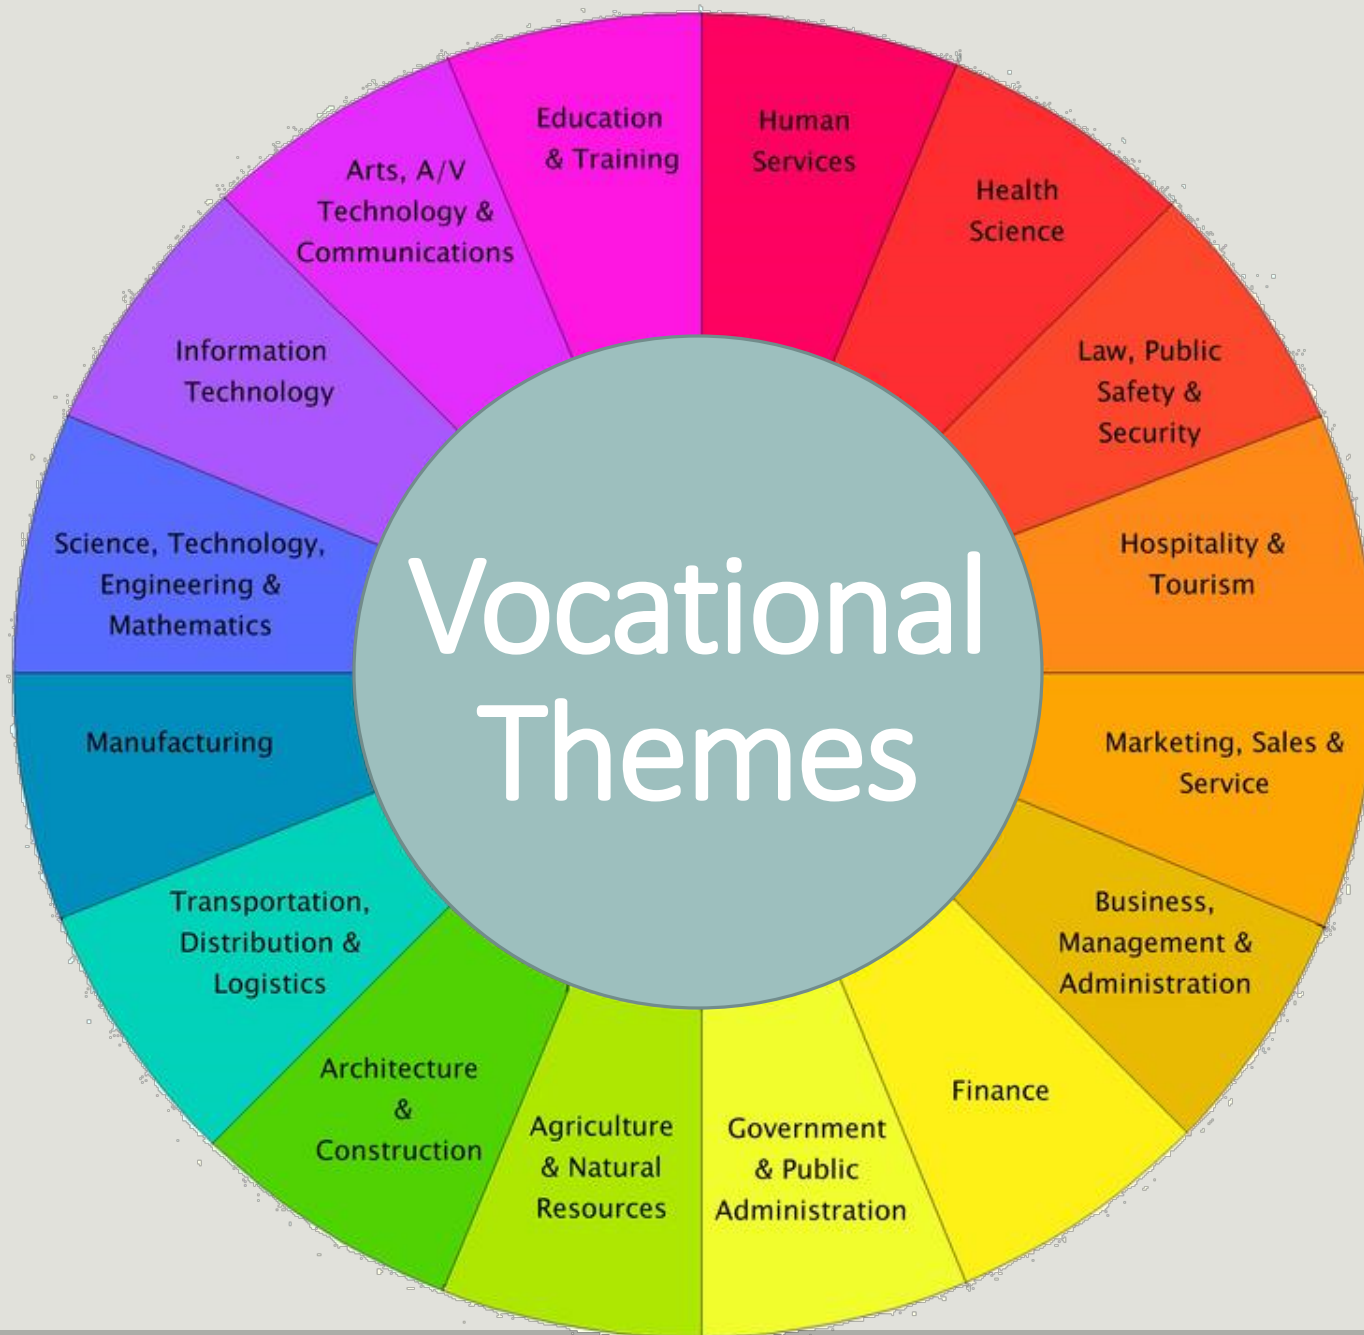 Vocational
Themes
Human
Services
Health
Science
Law, Public
Safety &
Security
Hospitality &
Tourism
Marketing, Sales &
Service
Business,
Management &
Administration
Finance
Government
& Public
Administration
Agriculture
& Natural
Resources
Architecture
&
Construction
Transportation,
Distribution &
Logistics
Manufacturing
Science, Technology,
Engineering &
Mathematics
Information
Technology
Arts, A/V
Technology &
Communications
Education
& Training